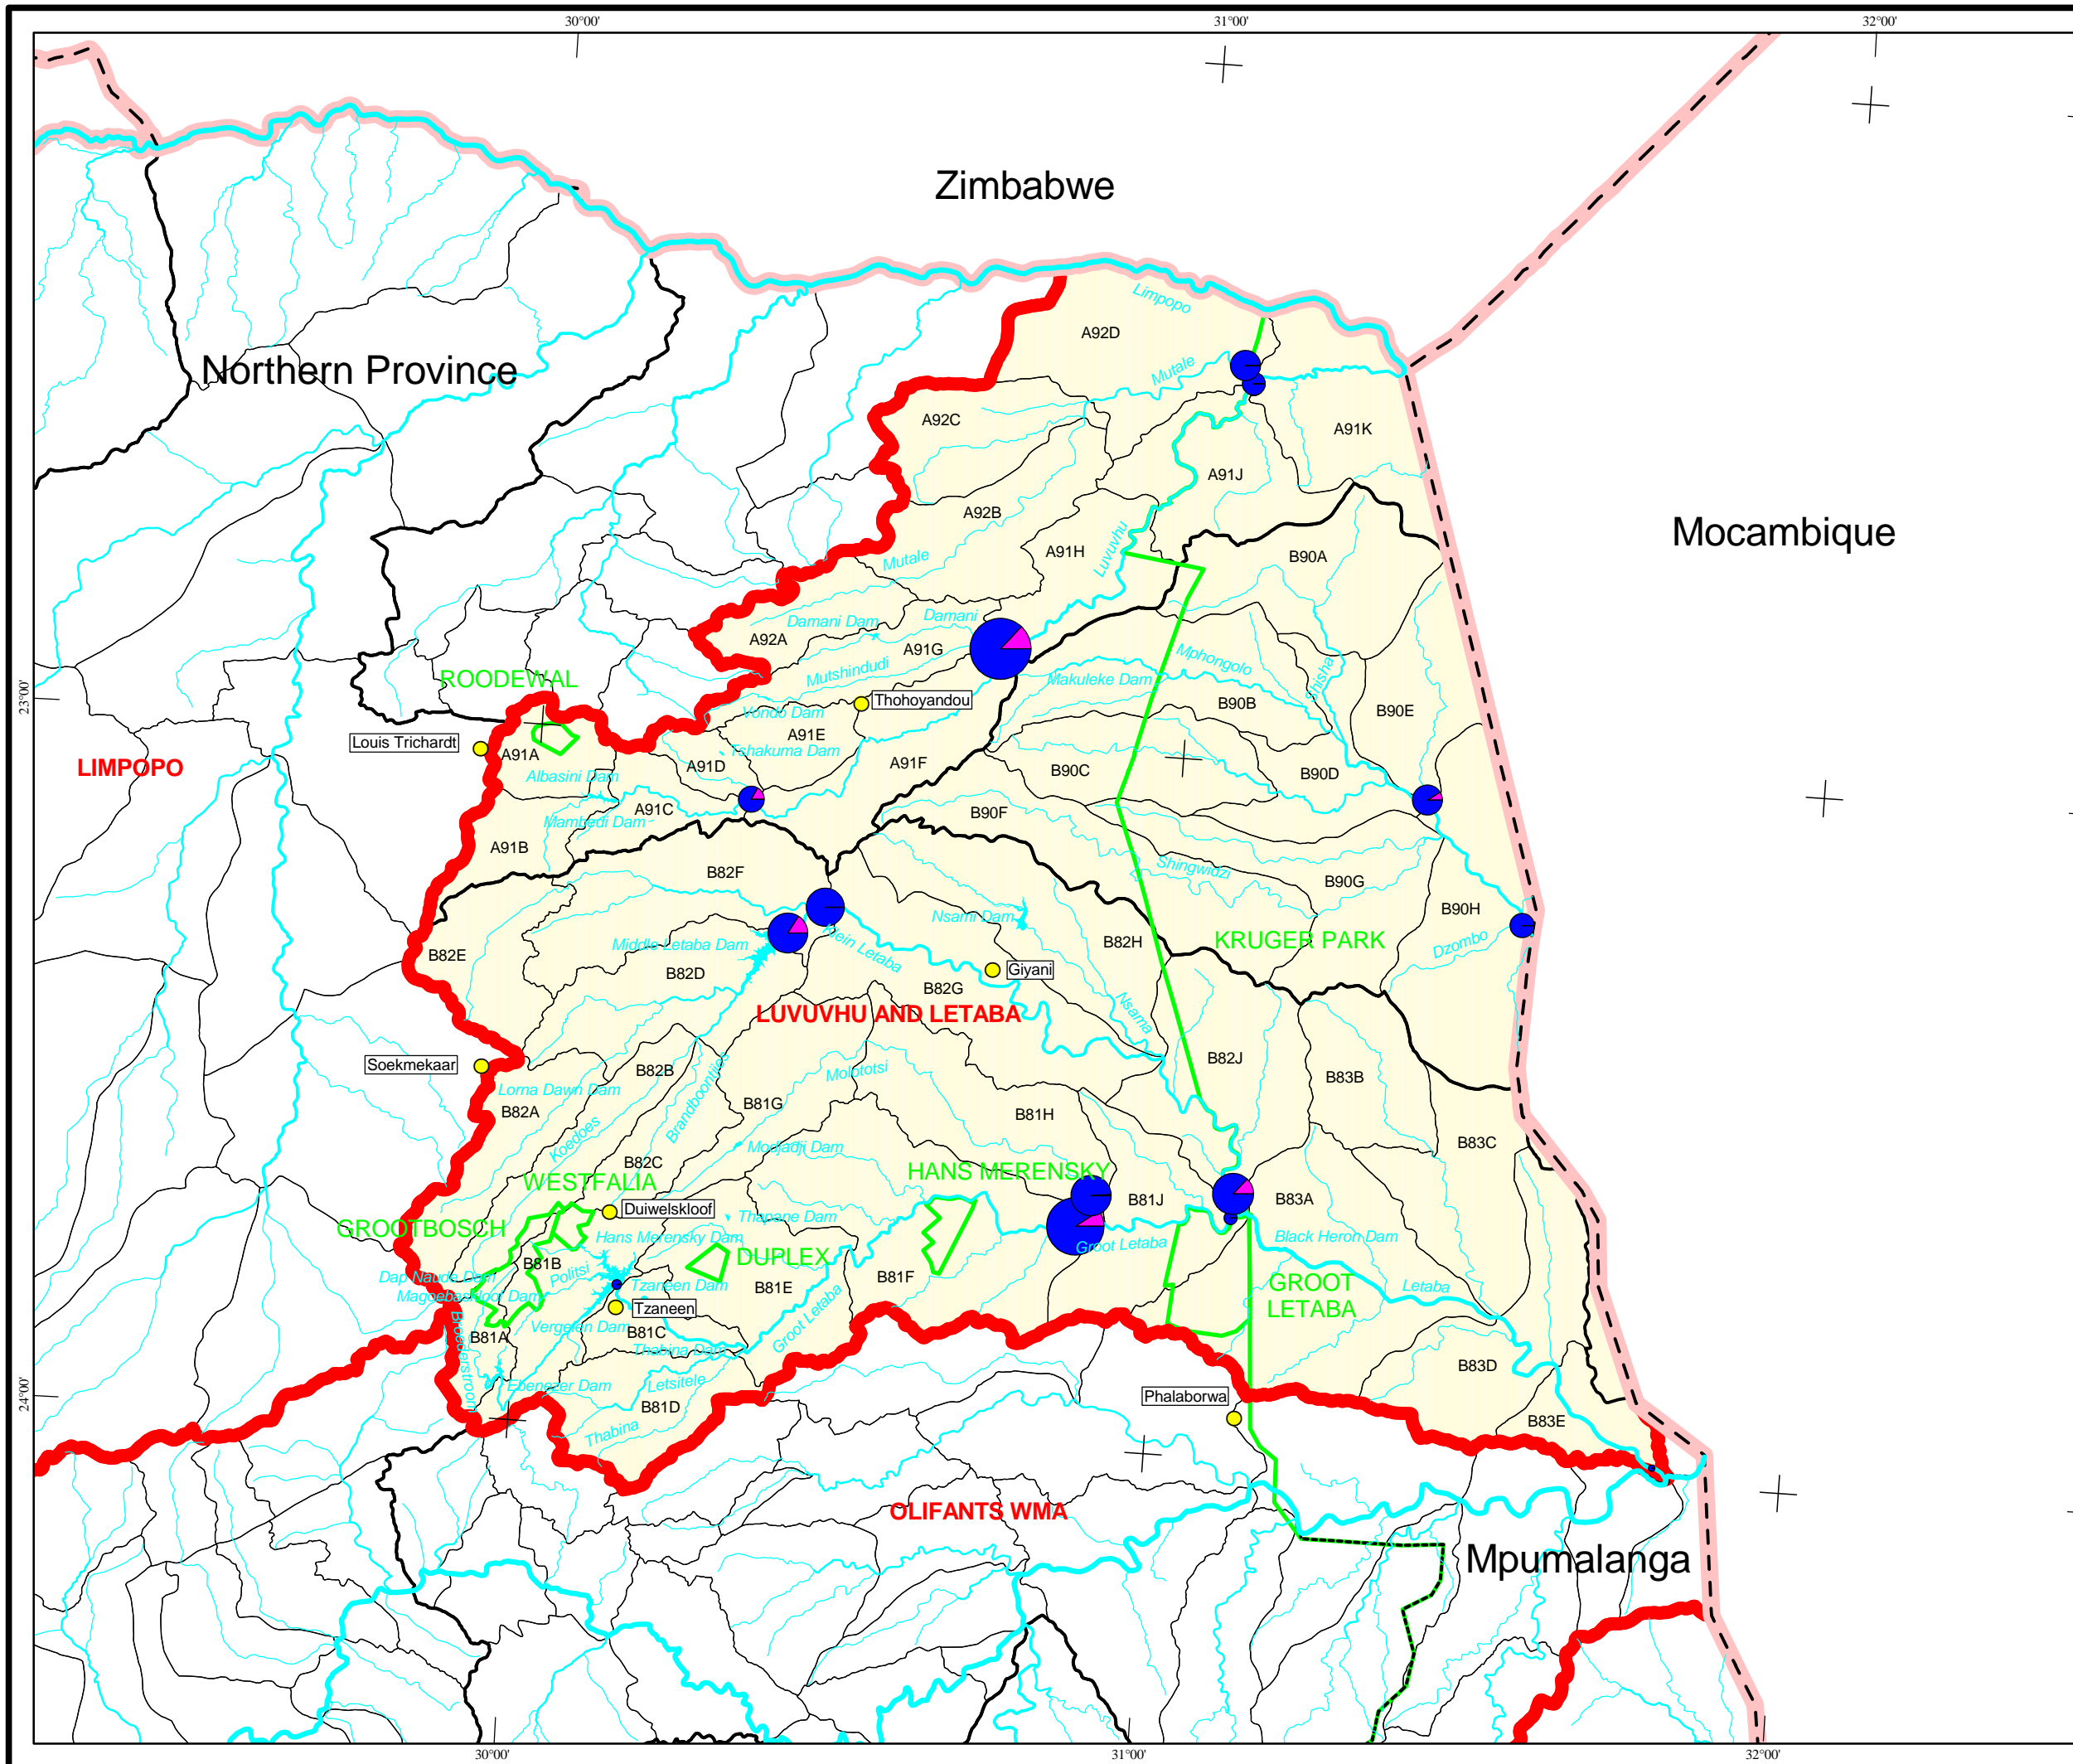 30°00'
31°00'
32°00'
Zimbabwe
Limpopo
A92D
Northern Province
Mutale
A92C
A91K
A91J
A92B
Mocambique
Luvuvhu
A91H
B90A
Mutale
Damani Dam
Damani
A92A
A91G
Mutshindudi
Mphongolo
Shisha
ROODEWAL
Makuleke Dam
23°00'
Thohoyandou
B90B
Vondo Dam
B90E
Louis Trichardt
A91E
Tshakuma Dam
A91A
LIMPOPO
A91D
A91F
B90C
B90D
Albasini Dam
A91C
B90F
Mambedi Dam
A91B
B82F
Shingwidzi
B90G
B90H
Nsami Dam
Middle Letaba Dam
Klein Letaba
B82H
KRUGER PARK
Dzombo
B82E
B82D
Giyani
B82G
LUVUVHU AND LETABA
Nsama
Soekmekaar
B82B
Molototsi
B82J
B83B
Lorna Dawn Dam
B82A
Brandboontjies
B81G
B81H
Koedoes
Modjadji Dam
B83C
B82C
WESTFALIA
HANS MERENSKY
B81J
B83A
Duiwelskloof
GROOTBOSCH
Thapane Dam
Hans Merensky Dam
Black Heron Dam
Groot Letaba
DUPLEX
B81B
Politsi
Dap Naude Dam
B81F
GROOT
LETABA
Letaba
Tzaneen Dam
B81E
Magoebaskloof Dam
Tzaneen
Groot Letaba
Vergelen Dam
B81C
B81A
Broederstroom
Thabina Dam
B83D
24°00'
Ebenezer Dam
Letsitele
Phalaborwa
B81D
B83E
Thabina
OLIFANTS WMA
Mpumalanga
30°00'
31°00'
32°00'